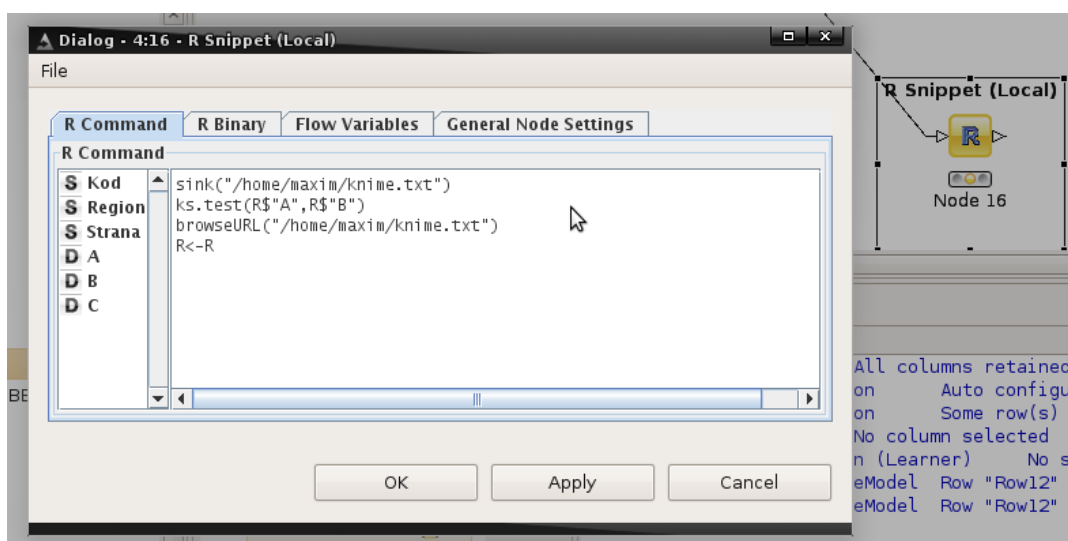 Dialog - 4:16 - R Snippet (Local)
File
R Command R Binary Flow Variables General Node Settings
R Command
S Kod
S Region
S Strana
D A
D B
D C
sink("/home/maxim/knime.txt")
ks.test(R$"A",R$"B")
browseURL("/home/maxim/knime.txt")
R<-R
OK Apply Cancel
R Snippet (Local)
R
Node 16
BE
All columns retained
on Auto configu
on Some row(s)
No column selected
n (Learner) No s
eModel Row "Row12"
eModel Row "Row12"